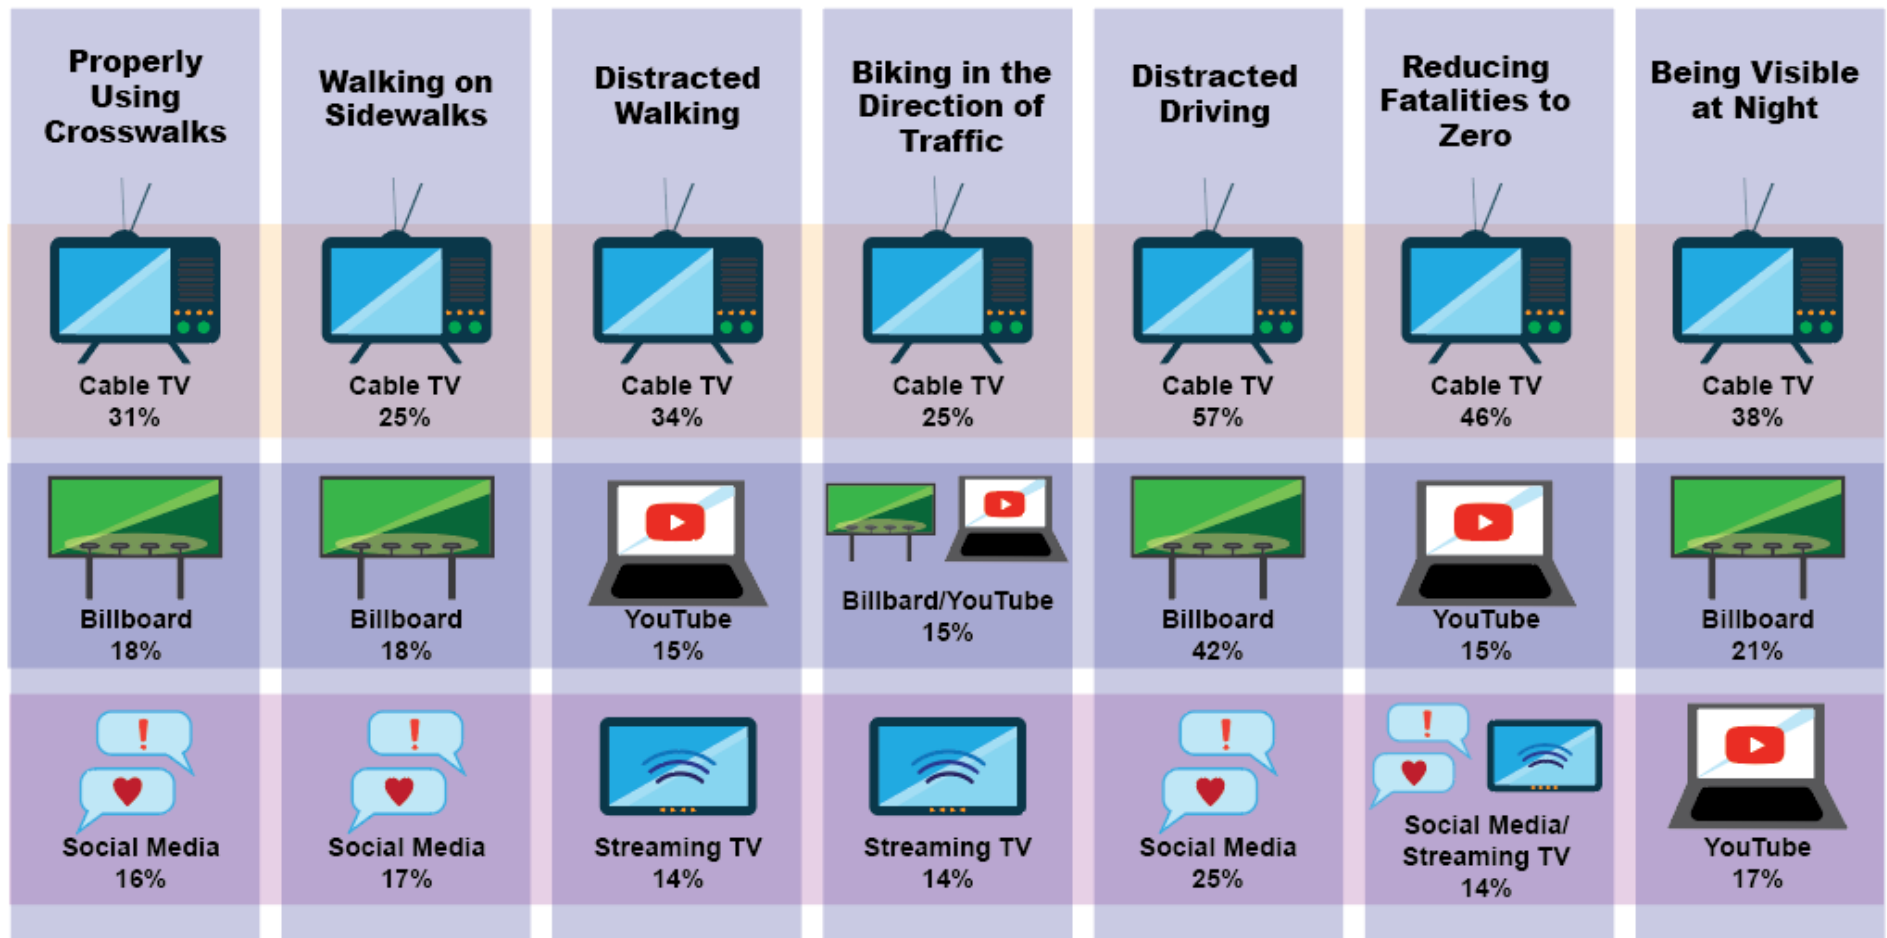 Properly
Using
Crosswalks
Cable TV
31%
Billboard
18%
Social Media
16%
Walking on
Sidewalks
Cable TV
25%
Billboard
18%
Social Media
17%
Distracted
Walking
Cable TV
34%
YouTube
15%
Streaming TV
14%
Biking in the
Direction of
Traffic
Cable TV
25%
Billbard/YouTube
15%
Streaming TV
14%
Distracted
Driving
Cable TV
57%
Billboard
42%
Social Media
25%
Reducing
Fatalities to
Zero
Cable TV
46%
YouTube
15%
Social Media/
Streaming TV
14%
Being Visible
at Night
Cable TV
38%
Billboard
21%
YouTube
17%